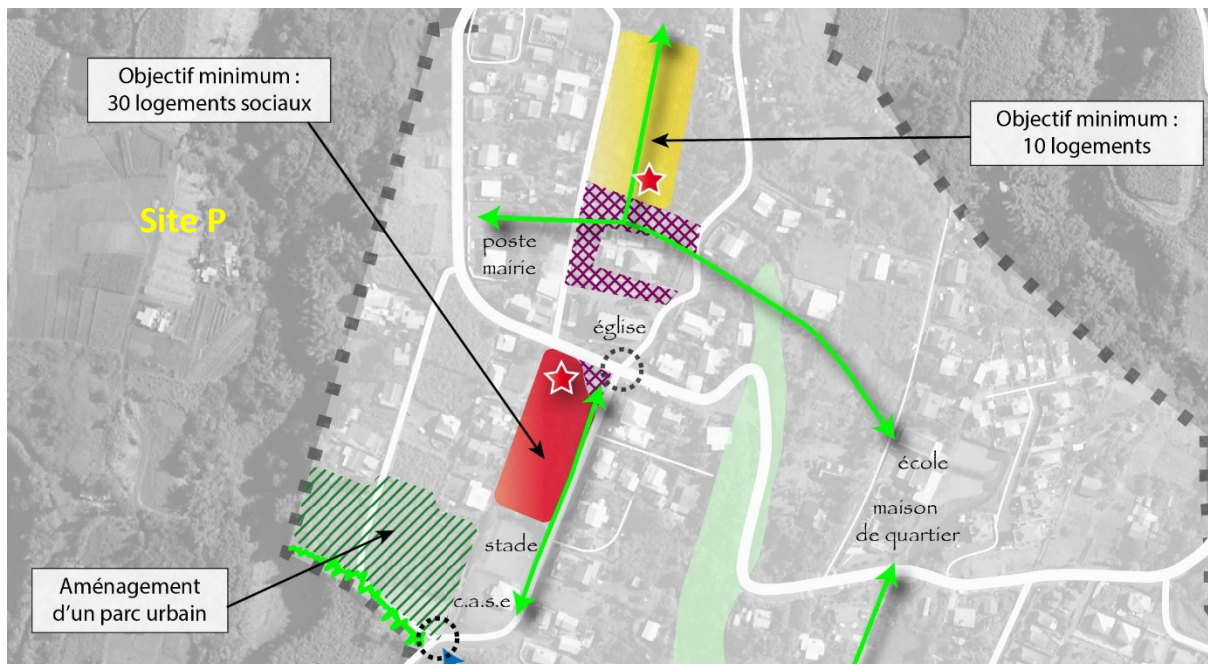 Objectif minimum :
30 logements sociaux
Objectif minimum :
10 logements
Site P
poste
mairie
église
école
maison
de quartier
stade
Aménagement
d'un parc urbain
c.a.s.e